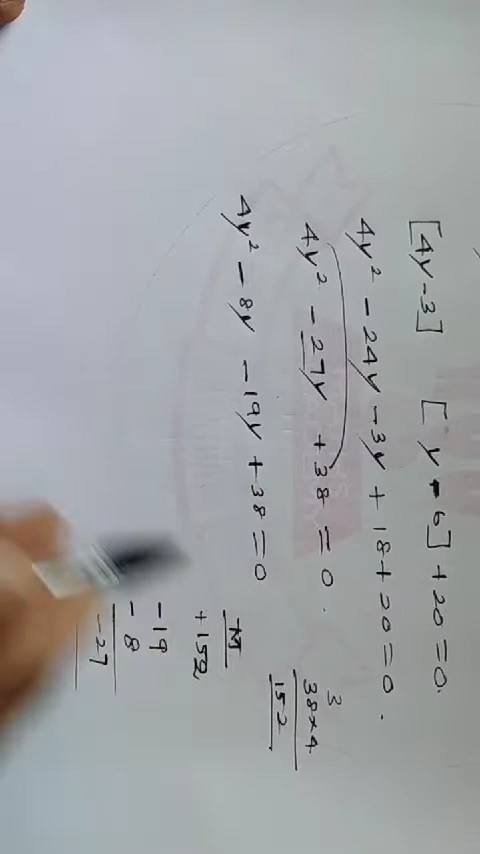 [4y-3] [y-6]+20=0.
4y² - 24y - 3y + 18 + 20 = 0.
4y² - 27y + 38 = 0.
4y² - 8y - 19y + 38 = 0
3
38×4
152
M
+152
-19
-8
-27